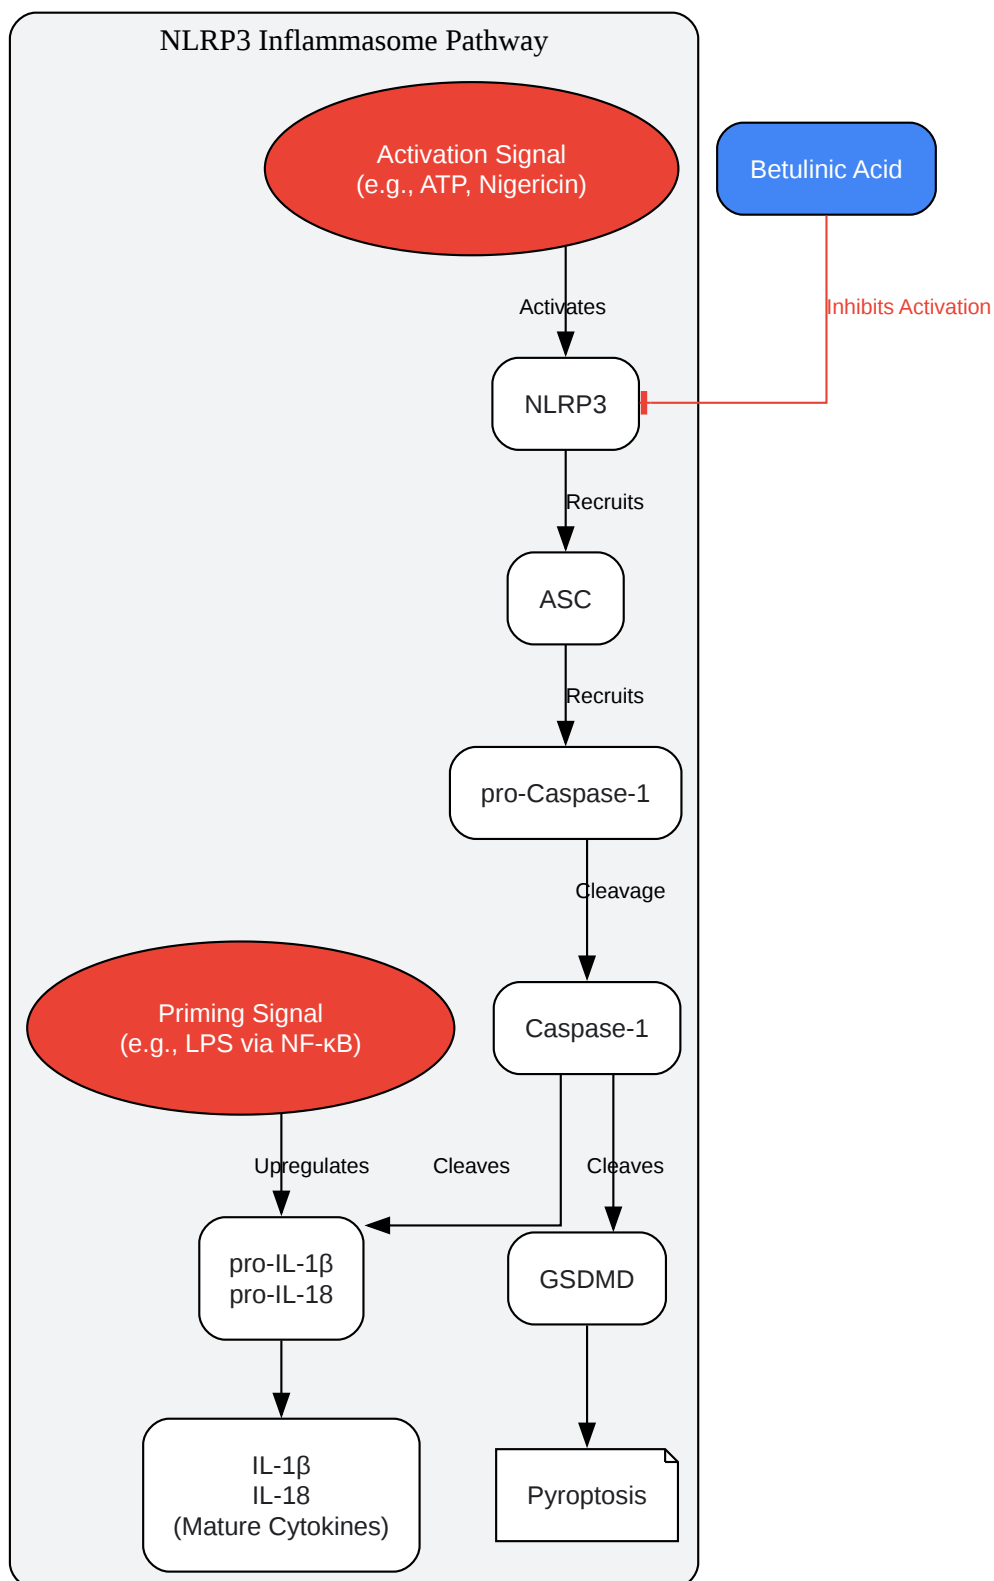 NLRP3 Inflammasome Pathway
Activation Signal
(e.g., ATP, Nigericin)
Betulinic Acid
Activates
Inhibits Activation
NLRP3
Recruits
ASC
Recruits
pro-Caspase-1
Cleavage
Priming Signal
(e.g., LPS via NF-κB)
Caspase-1
Upregulates
Cleaves
Cleaves
pro-IL-1β
pro-IL-18
GSDMD
IL-1β
IL-18
(Mature Cytokines)
Pyroptosis